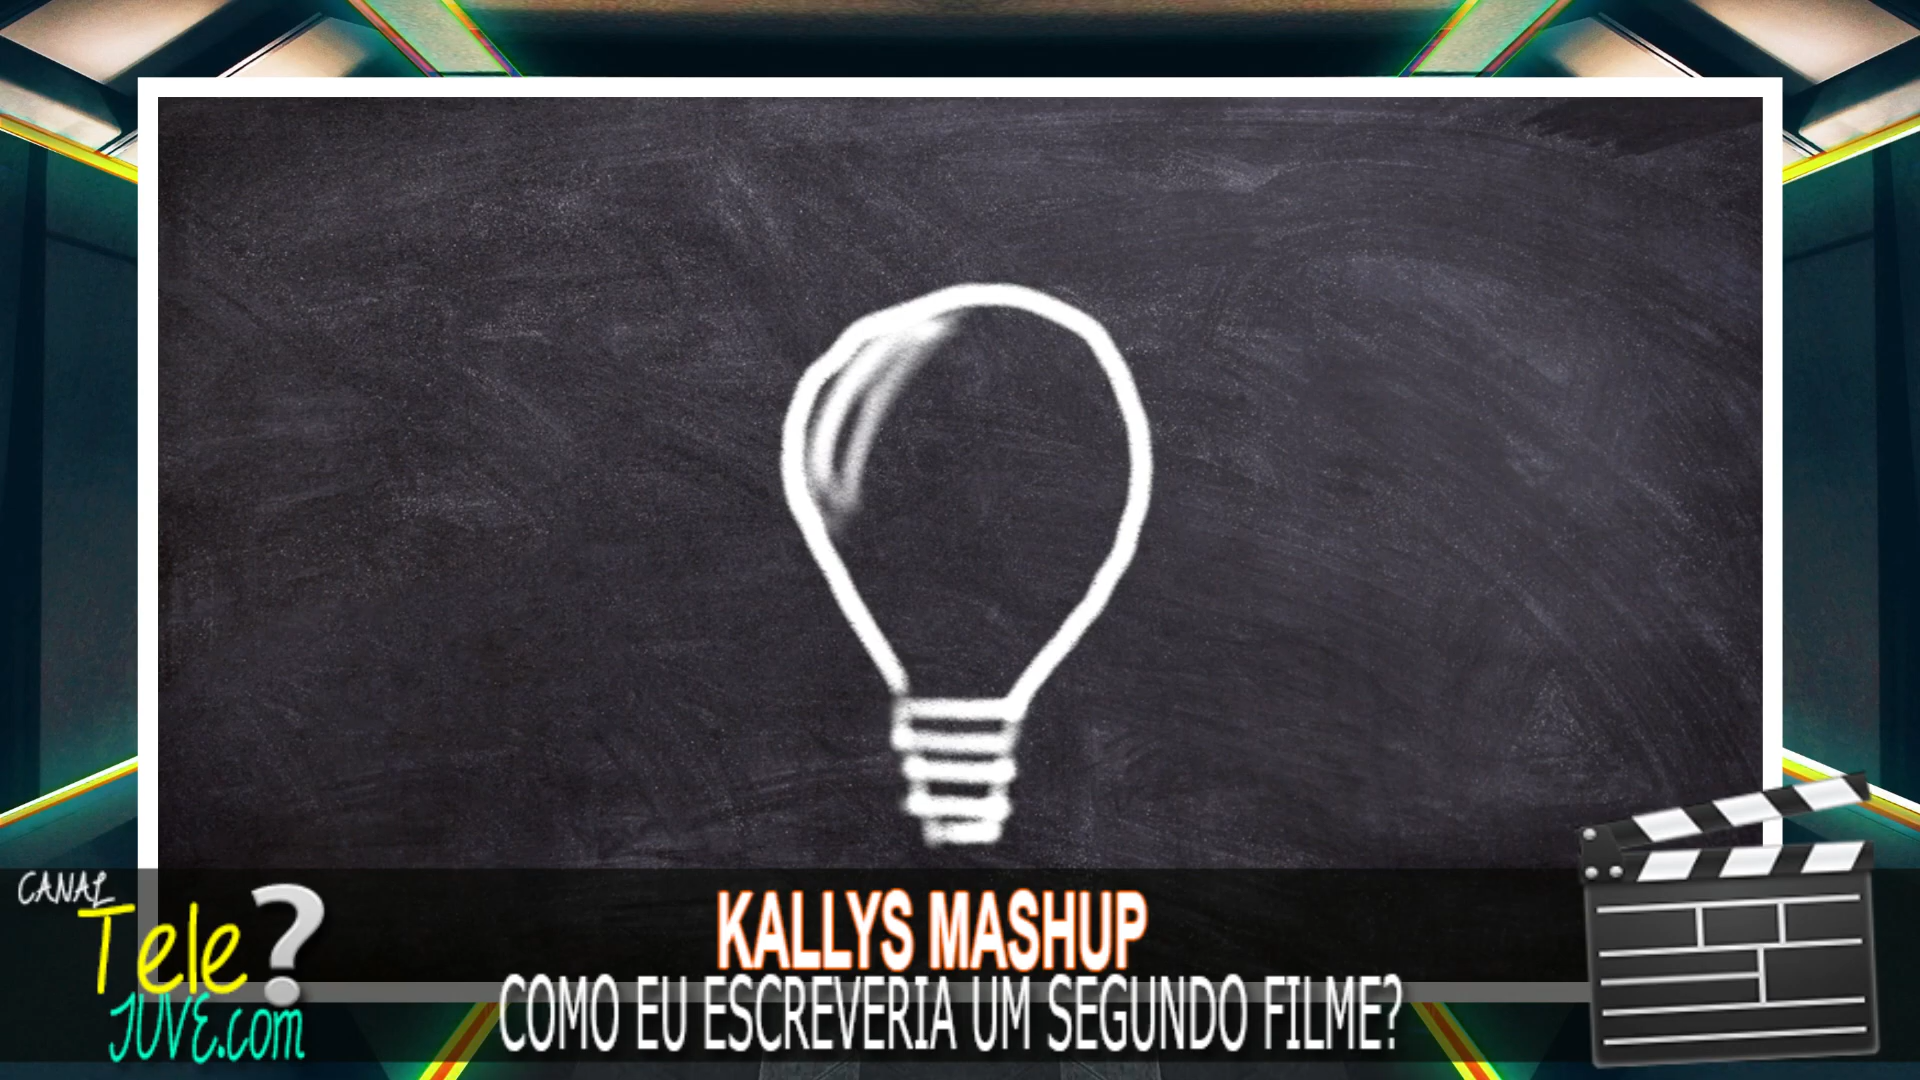 CANAL
Tele?
JUVE.com
KALLYS MASHUP
COMO EU ESCREVERIA UM SEGUNDO FILME?